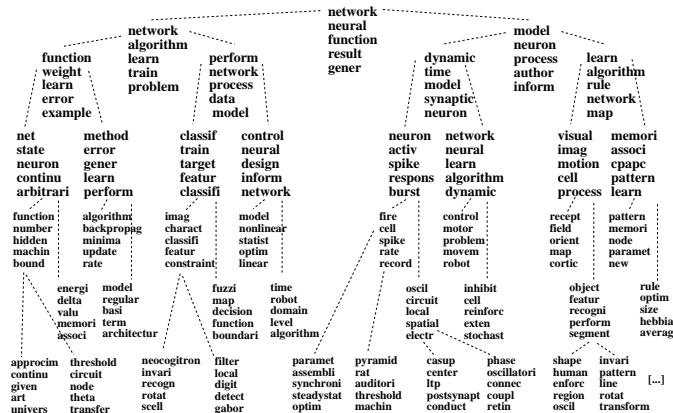 network
neural
function
result
gener
network
algorithm
learn
train
problem
model
neuron
process
author
inform
function
weight
learn
error
example
perform
network
process
data
model
dynamic
time
model
synaptic
neuron
learn
algorithm
rule
network
map
net
state
neuron
continu
arbitrari
method
error
gener
learn
perform
classif
train
target
featur
classifi
control
neural
design
inform
network
neuron
activ
spike
respons
burst
network
neural
learn
algorithm
dynamic
visual
imag
motion
cell
process
memori
associ
cpapc
pattern
learn
function
number
hidden
machin
bound
algorithm
backpropag
minima
update
rate
imag
charact
classifi
featur
constraint
model
nonlinear
statist
optim
linear
fire
cell
spike
rate
record
control
motor
problem
movem
robot
recept
field
orient
map
cortic
pattern
memori
node
paramet
new
energi
delta
valu
memori
associ
model
regular
basi
term
architectur
fuzzi
map
decision
function
boundari
time
robot
domain
level
algorithm
oscil
circuit
local
spatial
electr
inhibit
cell
reinforc
exten
stochast
object
featur
recogni
perform
segment
rule
optim
size
hebbia
averag
approcim
continu
given
art
univers
threshold
circuit
node
theta
transfer
neocogitron
invari
recogn
rotat
scell
filter
local
digit
detect
gabor
paramet
assembli
synchroni
steadystat
optim
pyramid
rat
auditori
threshold
machin
casup
center
ltp
postsynapt
conduct
phase
oscillatori
connec
coupl
retin
shape
human
enforc
region
oscil
invari
pattern
line
rotat
transform
[...]